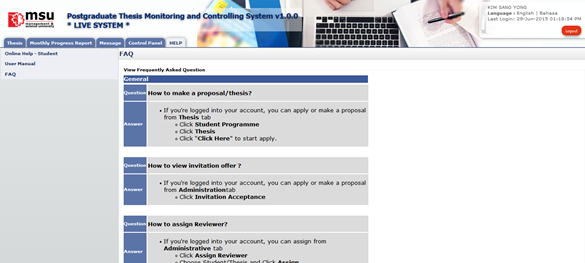 KIM SANG YONG
Language : English | Bahasa
Last Login: 29-Jun-2015 01:18:34 PM
Logout
msu
Postgraduate Thesis Monitoring and Controlling System v1.0.0
* LIVE SYSTEM *
Thesis Monthly Progress Report Message Control Panel HELP
Online Help - Student
User Manual
FAQ
FAQ
View Frequently Asked Question
General
Question How to make a proposal/thesis?
Answer
• If you're logged into your account, you can apply or make a proposal
from Thesis tab
Click Student Programme
Click Thesis
Click "Click Here" to start apply.
Question How to view invitation offer ?
Answer
• If you're logged into your account, you can apply or make a proposal
from Administrationtab
Click Invitation Acceptance
Question How to assign Reviewer?
Answer
• If you're logged into your account, you can assign from
Administrative tab
Click Assign Reviewer
Choose Student/Thesis and Click Assign